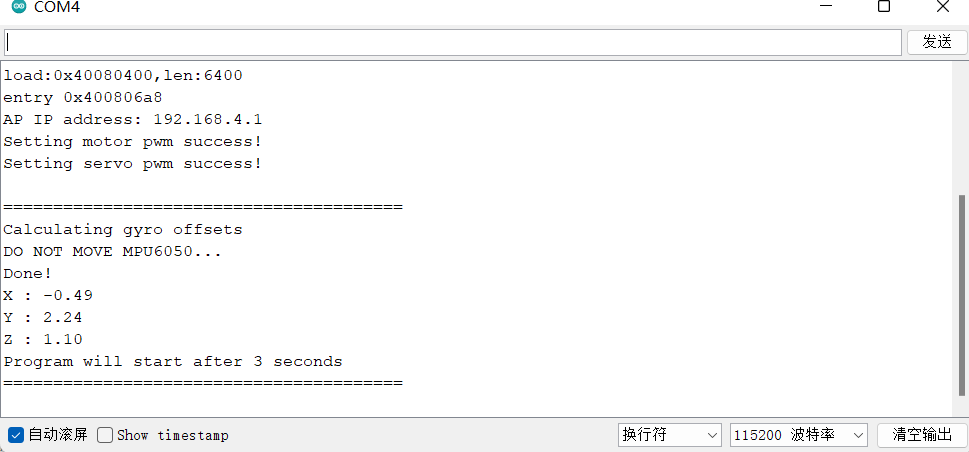 COM4
发送
load:0x40080400,len:6400
entry 0x400806a8
AP IP address: 192.168.4.1
Setting motor pwm success!
Setting servo pwm success!
========================================
Calculating gyro offsets
DO NOT MOVE MPU6050...
Done!
X : -0.49
Y : 2.24
Z : 1.10
Program will start after 3 seconds
========================================
自动滚屏 Show timestamp 换行符 115200 波特率 清空输出